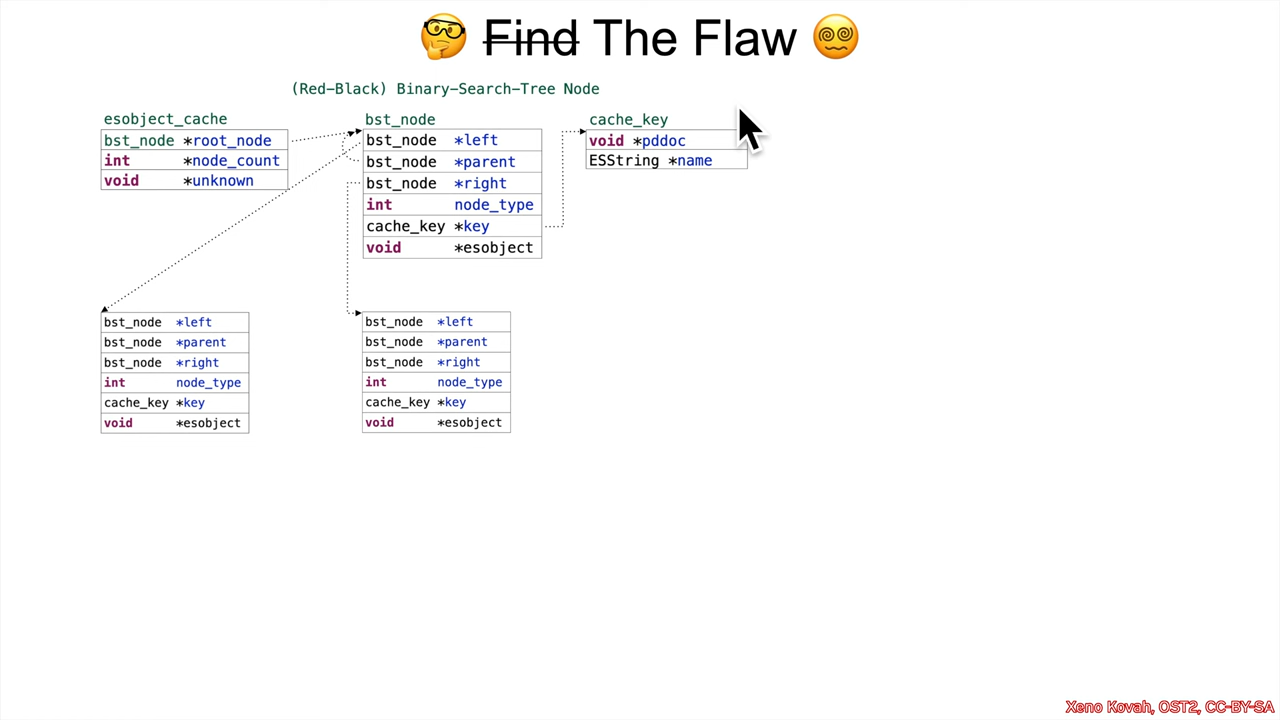 Find The Flaw
(Red-Black) Binary-Search-Tree Node
esobject_cache
bst_node *root_node
int *node_count
void *unknown
bst_node
bst_node *left
bst_node *parent
bst_node *right
int node_type
cache_key *key
void *esobject
cache_key
void *pddoc
ESString *name
bst_node *left
bst_node *parent
bst_node *right
int node_type
cache_key *key
void *esobject
bst_node *left
bst_node *parent
bst_node *right
int node_type
cache_key *key
void *esobject
Xeno Kovah, OST2, CC-BY-SA